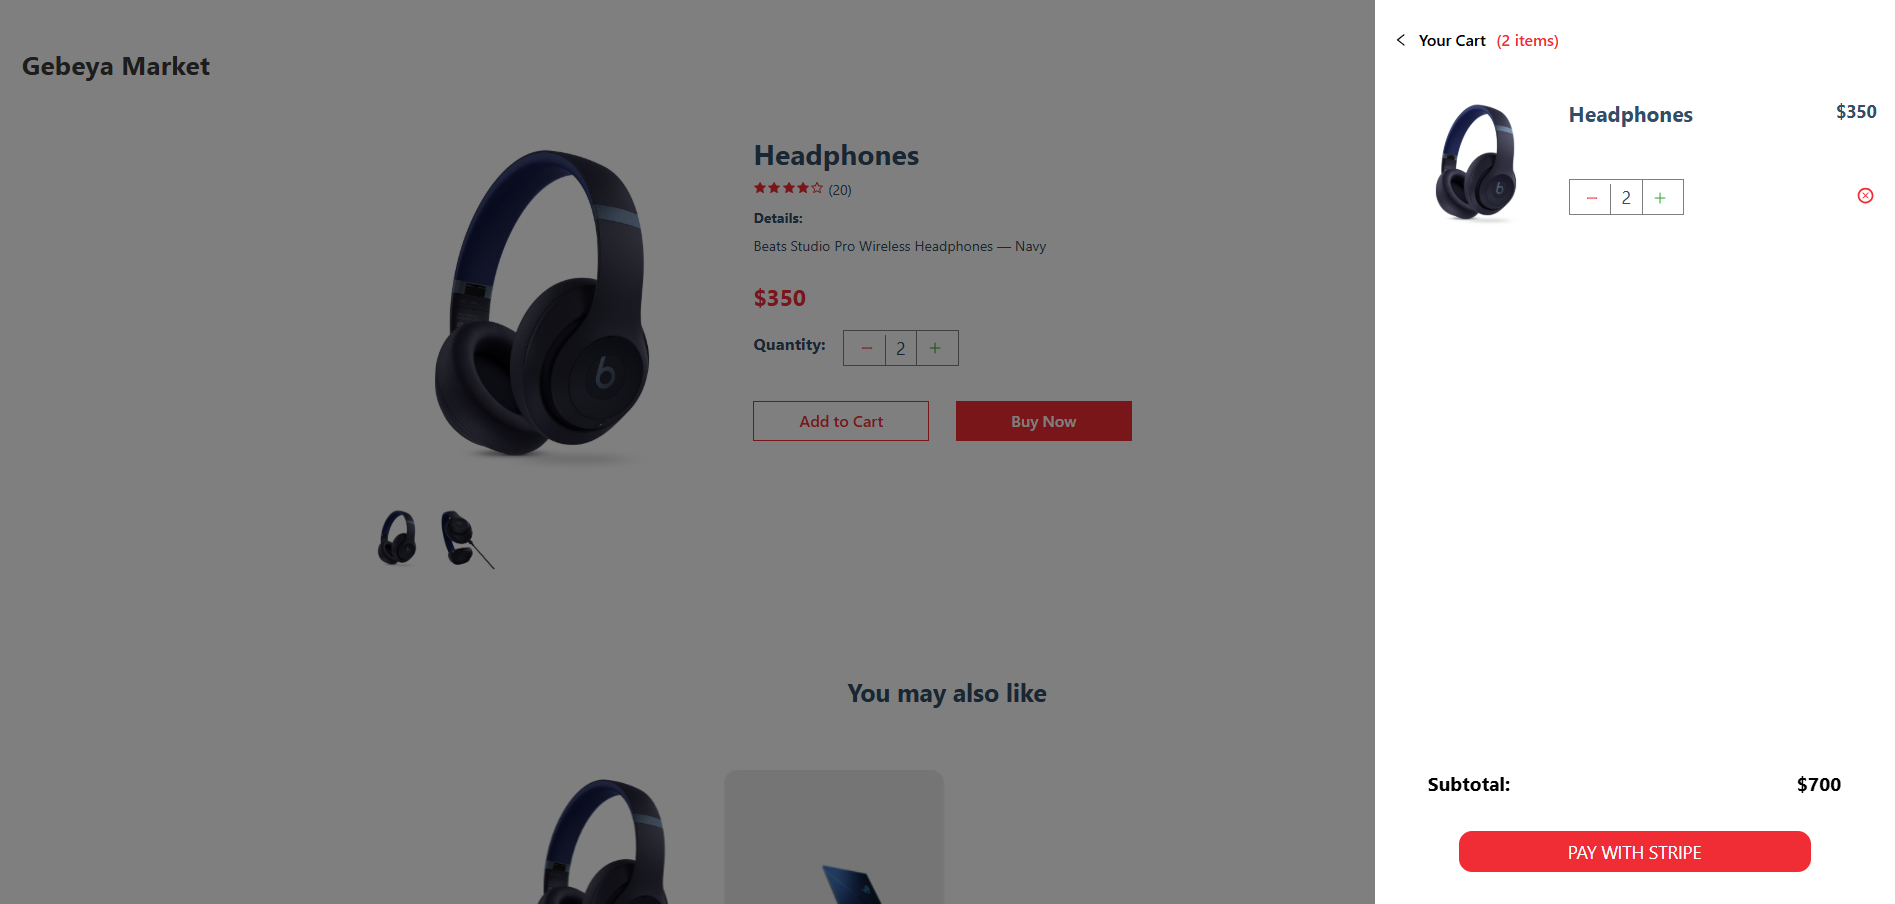 Gebeya Market
Headphones
(20)
Details:
Beats Studio Pro Wireless Headphones — Navy
$350
Quantity:
− 2 +
Add to Cart
Buy Now
You may also like
Your Cart (2 items)
Headphones
$350
− 2 +
Subtotal:
$700
PAY WITH STRIPE